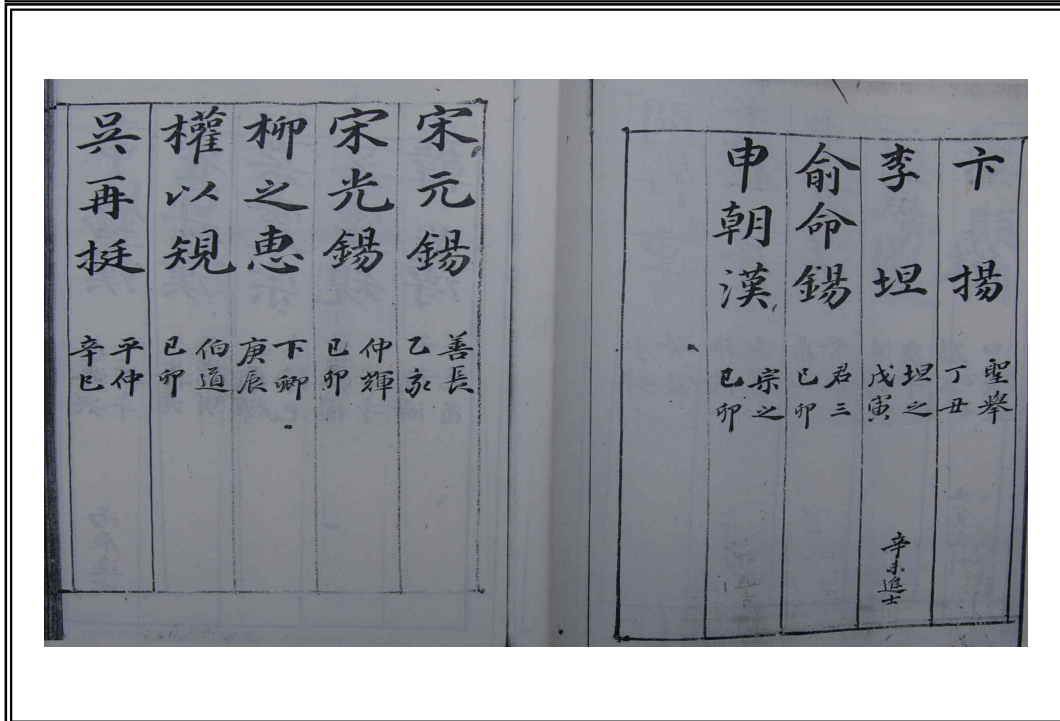 卞揚 聖擧 丁丑
李坦 坦之 戊寅 辛未進士
俞命錫 君三 己卯
申朝漢 宗之 己卯
宋元錫 善長 乙亥
宋光錫 仲輝 己卯
柳之惠 下卿 庚辰
權以規 伯道 己卯
吳再挺 平仲 辛巳